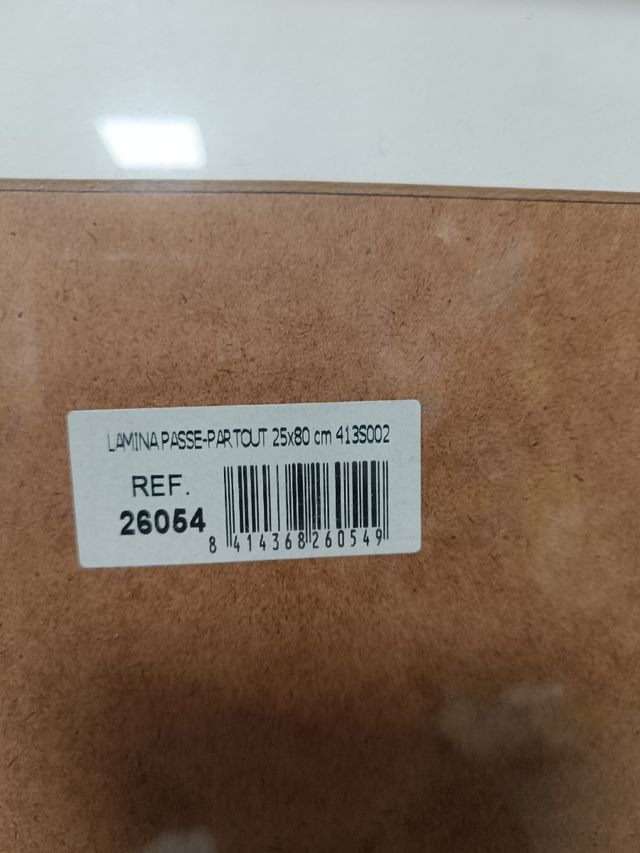 LAMINA PASSE-PARTOUT 25x80 cm 413S002
REF.
26054
8 414368 260549